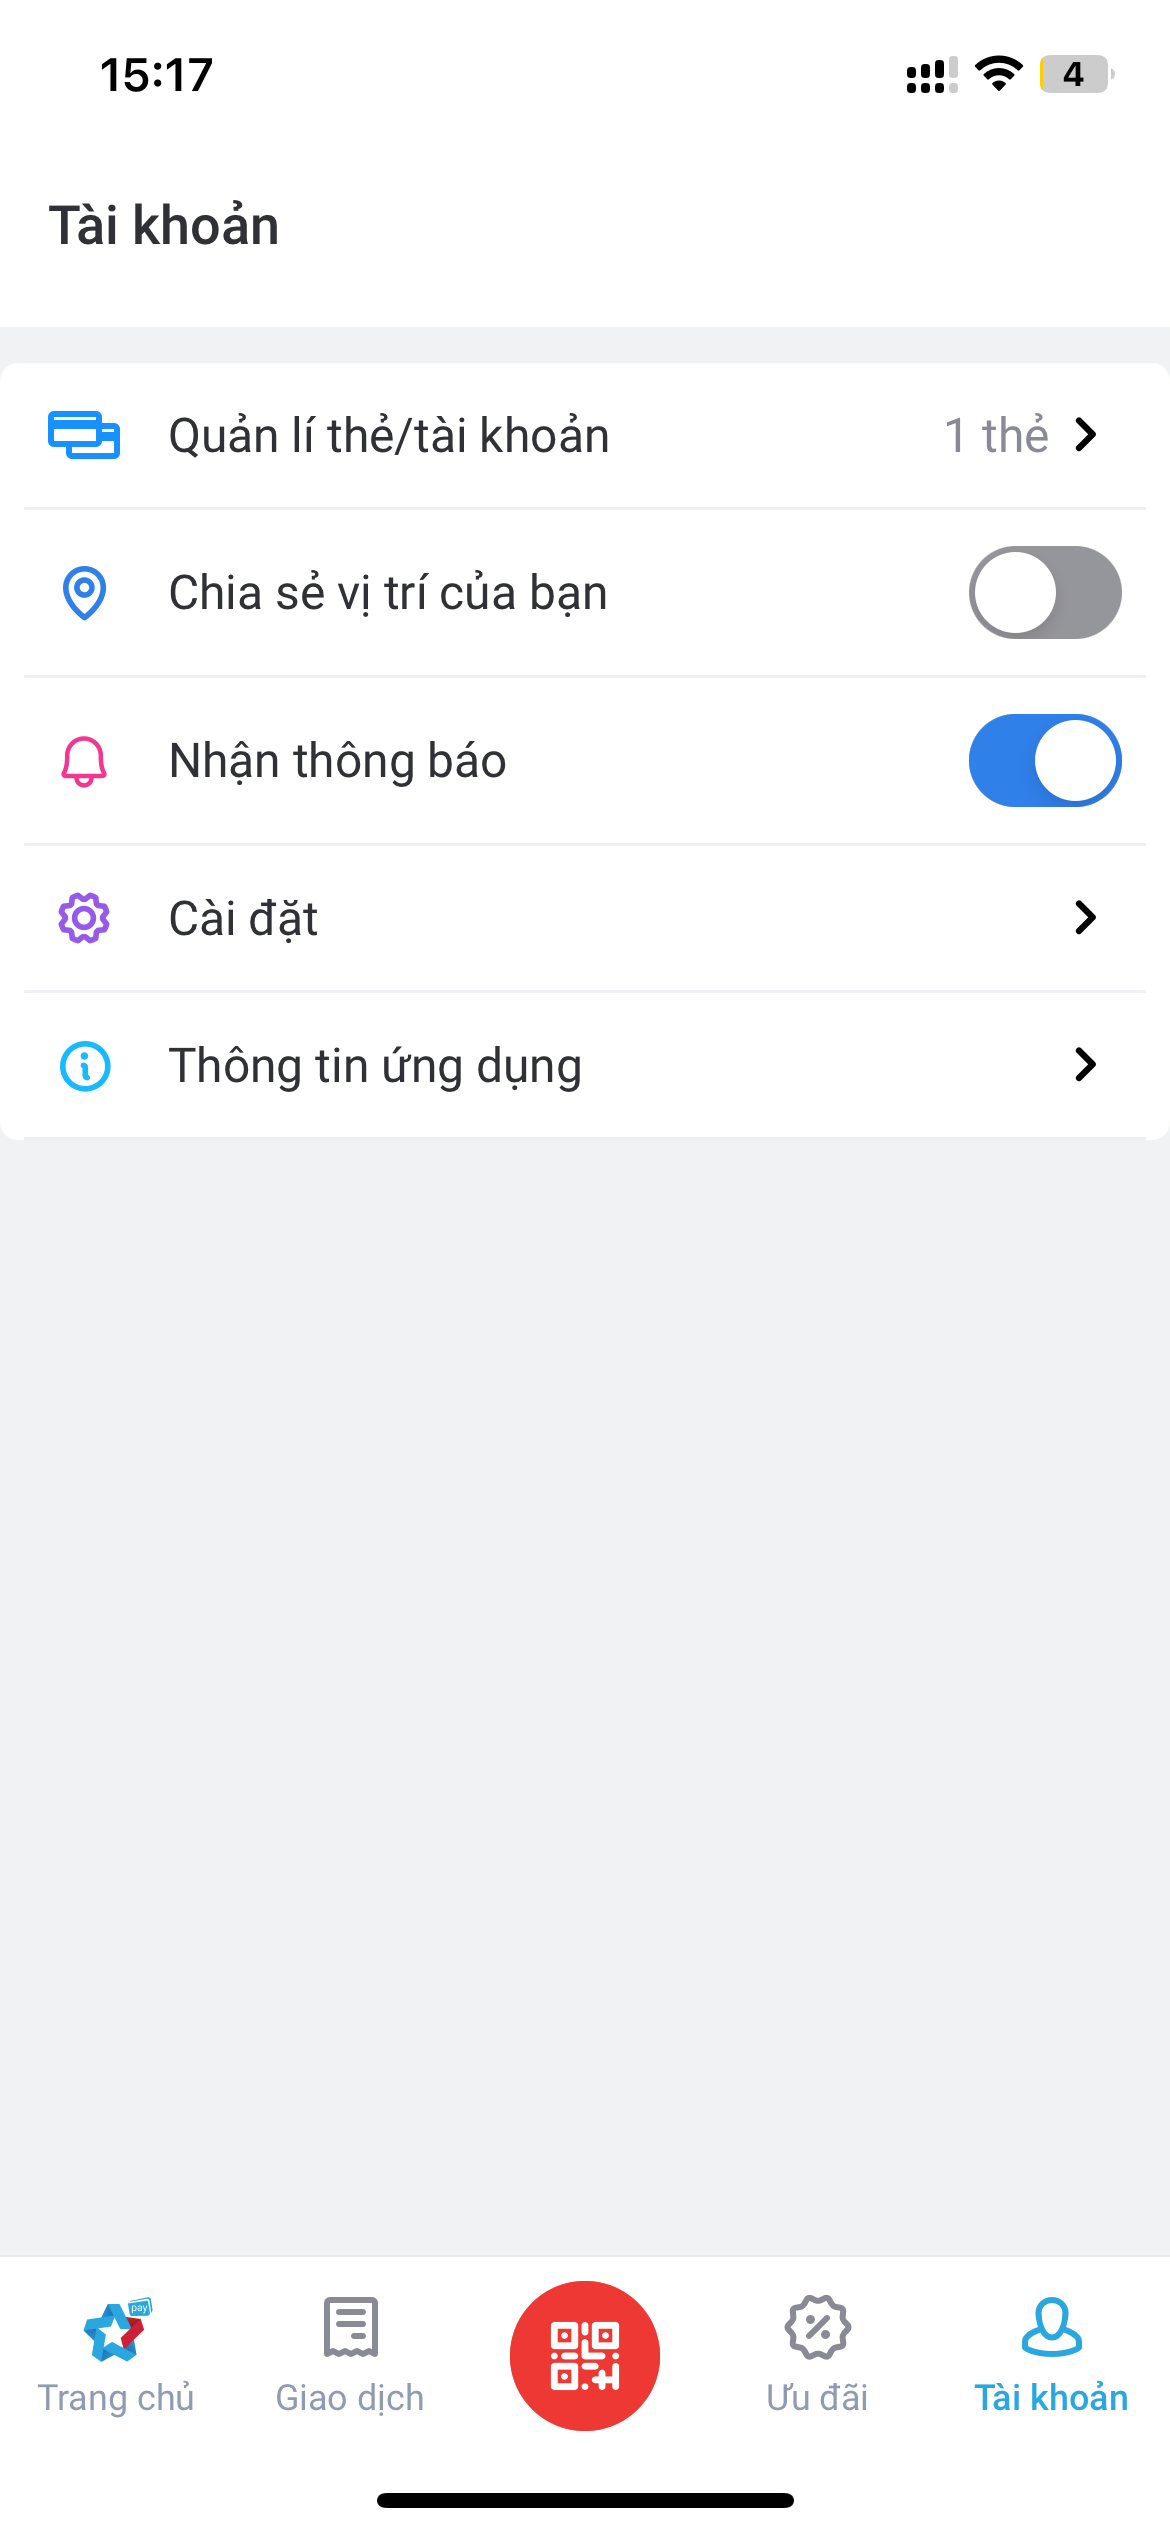 15:17
4
Tài khoản
Quản lí thẻ/tài khoản 1 thẻ
Chia sẻ vị trí của bạn
Nhận thông báo
Cài đặt
Thông tin ứng dụng
pay
Trang chủ Giao dịch Ưu đãi Tài khoản